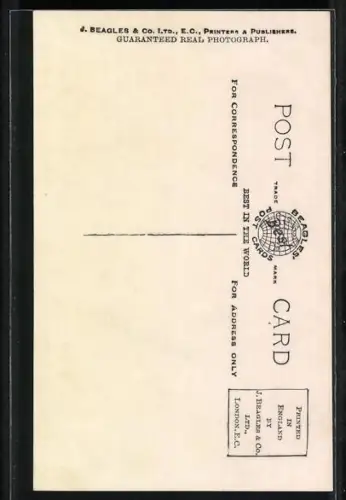 J. BEAGLES & CO. LTD., E.C., PRINTERS & PUBLISHERS.
GUARANTEED REAL PHOTOGRAPH.
POST CARD
TRADE MARK
BEAGLES'
Best
POST CARDS
BEST IN THE WORLD
FOR CORRESPONDENCE
FOR ADDRESS ONLY
PRINTED
IN
ENGLAND
BY
J. BEAGLES & Co.
LTD.,
LONDON, E.C.